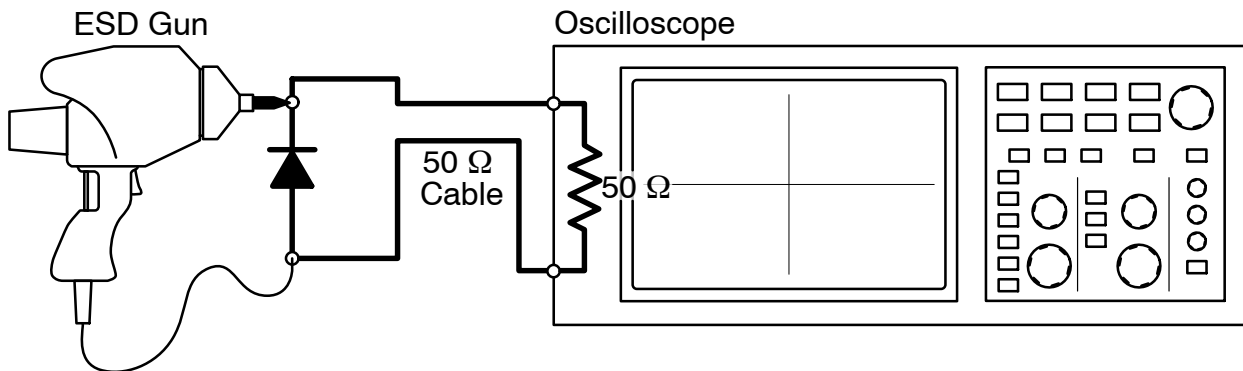 ESD Gun
Oscilloscope
50 Ω
Cable
50 Ω